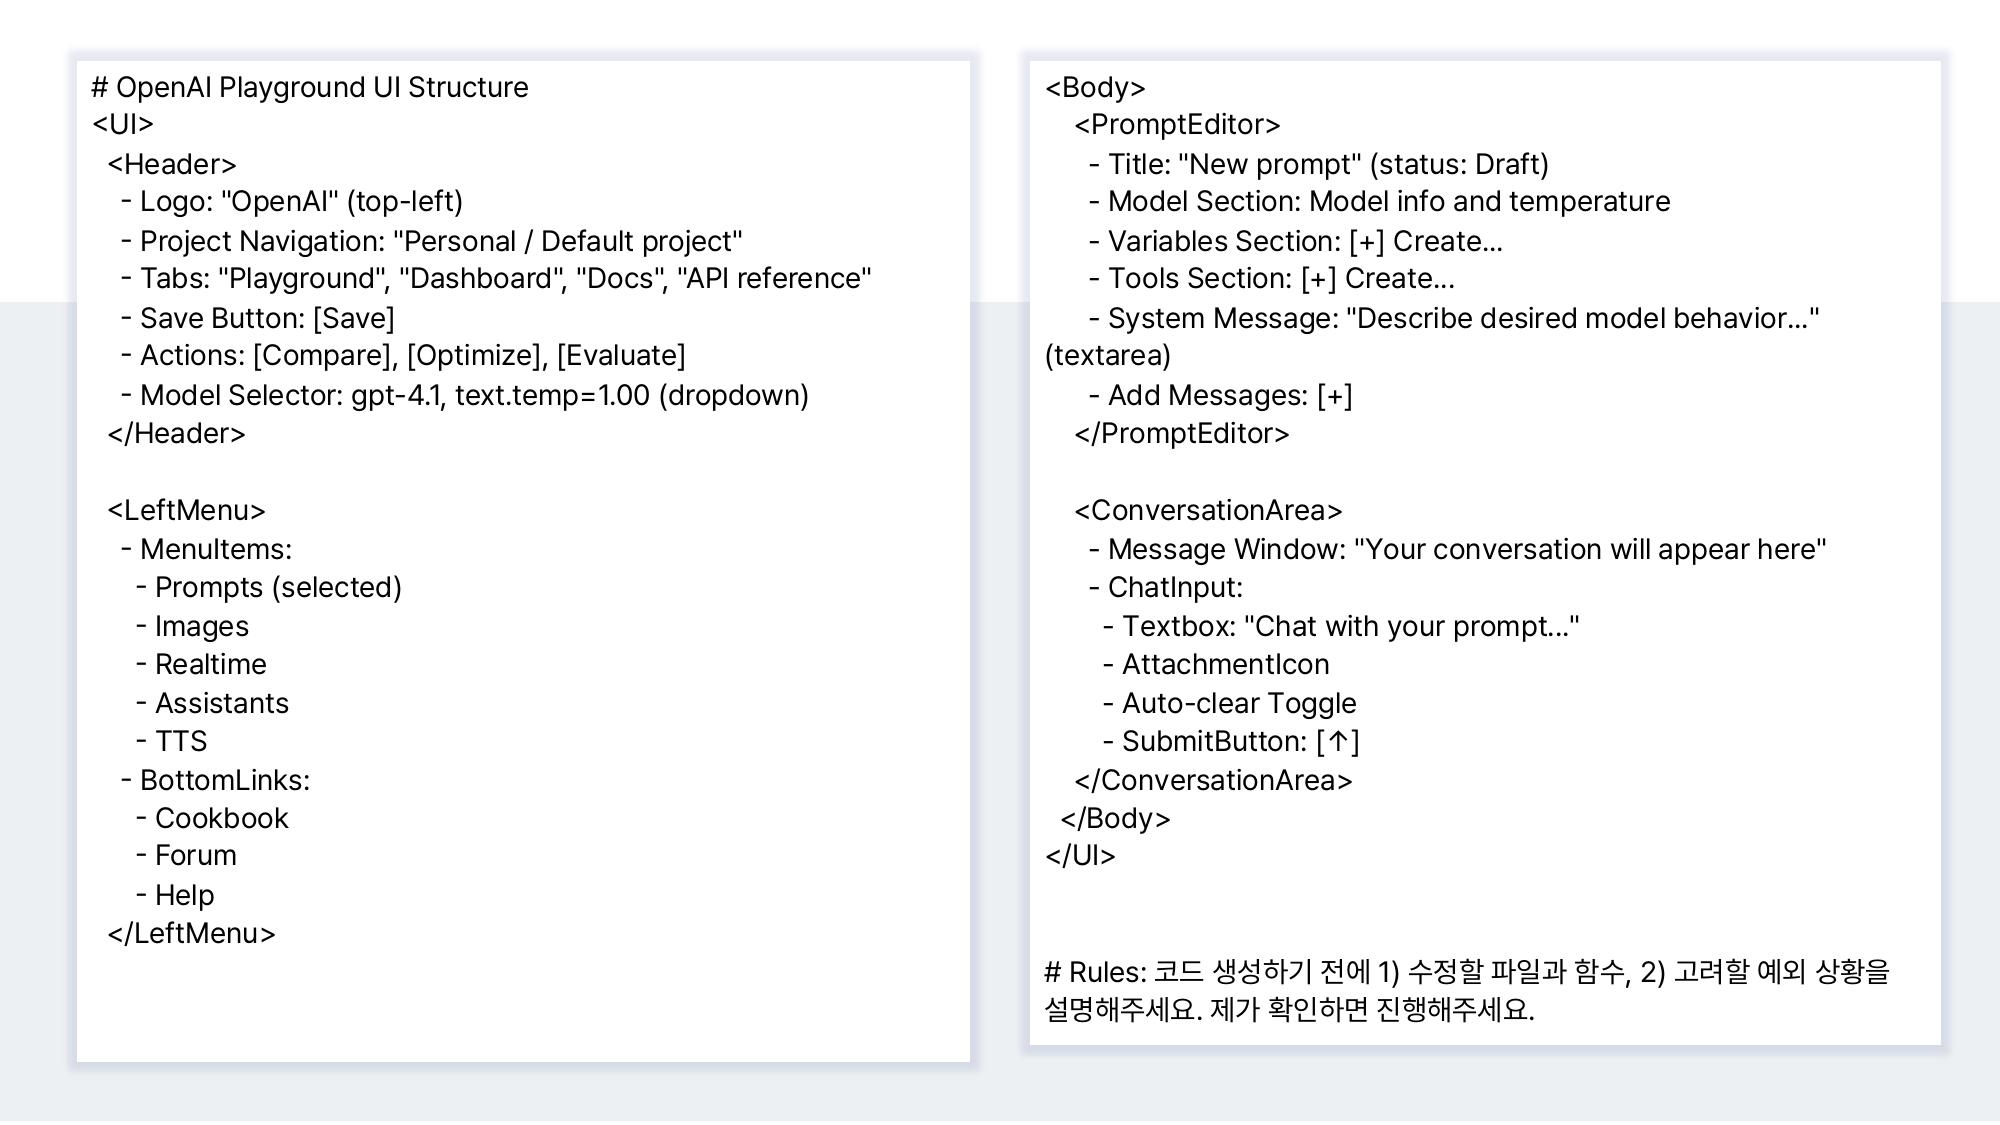 # OpenAI Playground UI Structure
<UI>
<Header>
- Logo: "OpenAI" (top-left)
- Project Navigation: "Personal / Default project"
- Tabs: "Playground", "Dashboard", "Docs", "API reference"
- Save Button: [Save]
- Actions: [Compare], [Optimize], [Evaluate]
- Model Selector: gpt-4.1, text.temp=1.00 (dropdown)
</Header>
<LeftMenu>
- MenuItems:
- Prompts (selected)
- Images
- Realtime
- Assistants
- TTS
- BottomLinks:
- Cookbook
- Forum
- Help
</LeftMenu>
<Body>
<PromptEditor>
- Title: "New prompt" (status: Draft)
- Model Section: Model info and temperature
- Variables Section: [+] Create...
- Tools Section: [+] Create...
- System Message: "Describe desired model behavior..."
(textarea)
- Add Messages: [+]
</PromptEditor>
<ConversationArea>
- Message Window: "Your conversation will appear here"
- ChatInput:
- Textbox: "Chat with your prompt..."
- AttachmentIcon
- Auto-clear Toggle
- SubmitButton: [↑]
</ConversationArea>
</Body>
</UI>
# Rules: 코드 생성하기 전에 1) 수정할 파일과 함수, 2) 고려할 예외 상황을
설명해주세요. 제가 확인하면 진행해주세요.